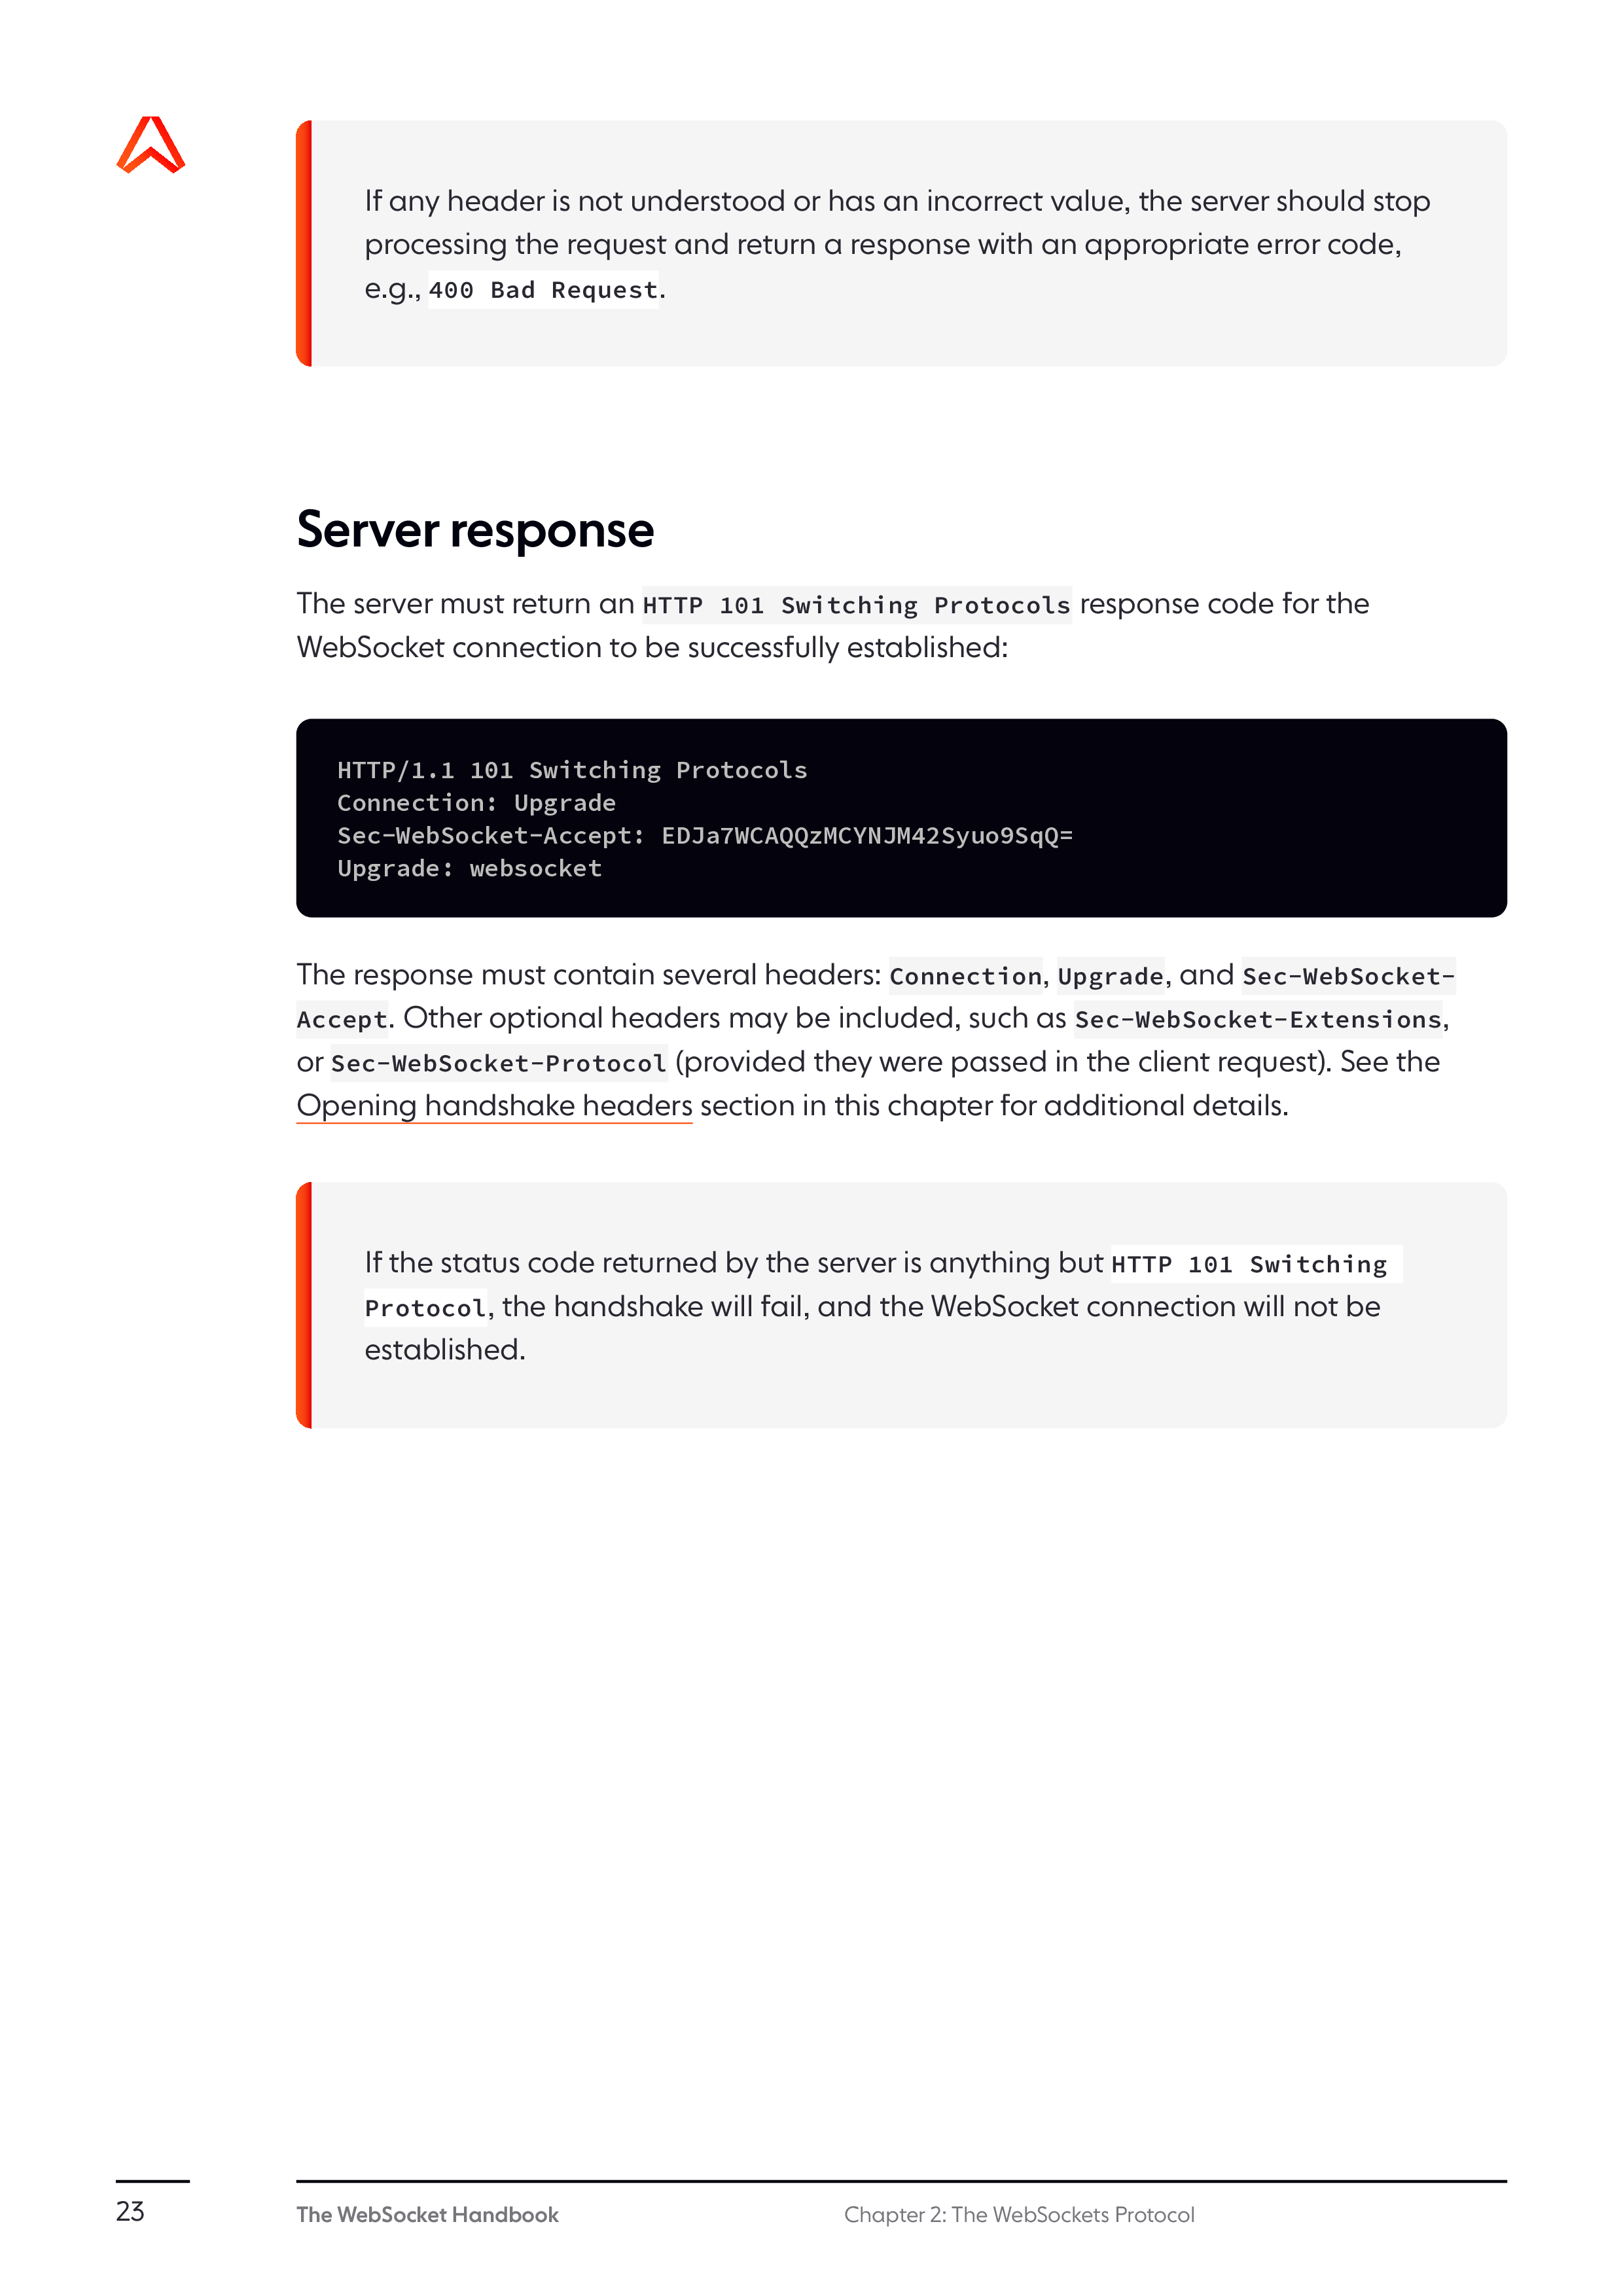 If any header is not understood or has an incorrect value, the server should stop
processing the request and return a response with an appropriate error code,
e.g., 400 Bad Request.
Server response
The server must return an HTTP 101 Switching Protocols response code for the
WebSocket connection to be successfully established:
HTTP/1.1 101 Switching Protocols
Connection: Upgrade
Sec-WebSocket-Accept: EDJa7WCAQQzMCYNJM42Syuo9SqQ=
Upgrade: websocket
The response must contain several headers: Connection, Upgrade, and Sec-WebSocket-
Accept. Other optional headers may be included, such as Sec-WebSocket-Extensions,
or Sec-WebSocket-Protocol (provided they were passed in the client request). See the
Opening handshake headers section in this chapter for additional details.
If the status code returned by the server is anything but HTTP 101 Switching
Protocol, the handshake will fail, and the WebSocket connection will not be
established.
23 The WebSocket Handbook Chapter 2: The WebSockets Protocol